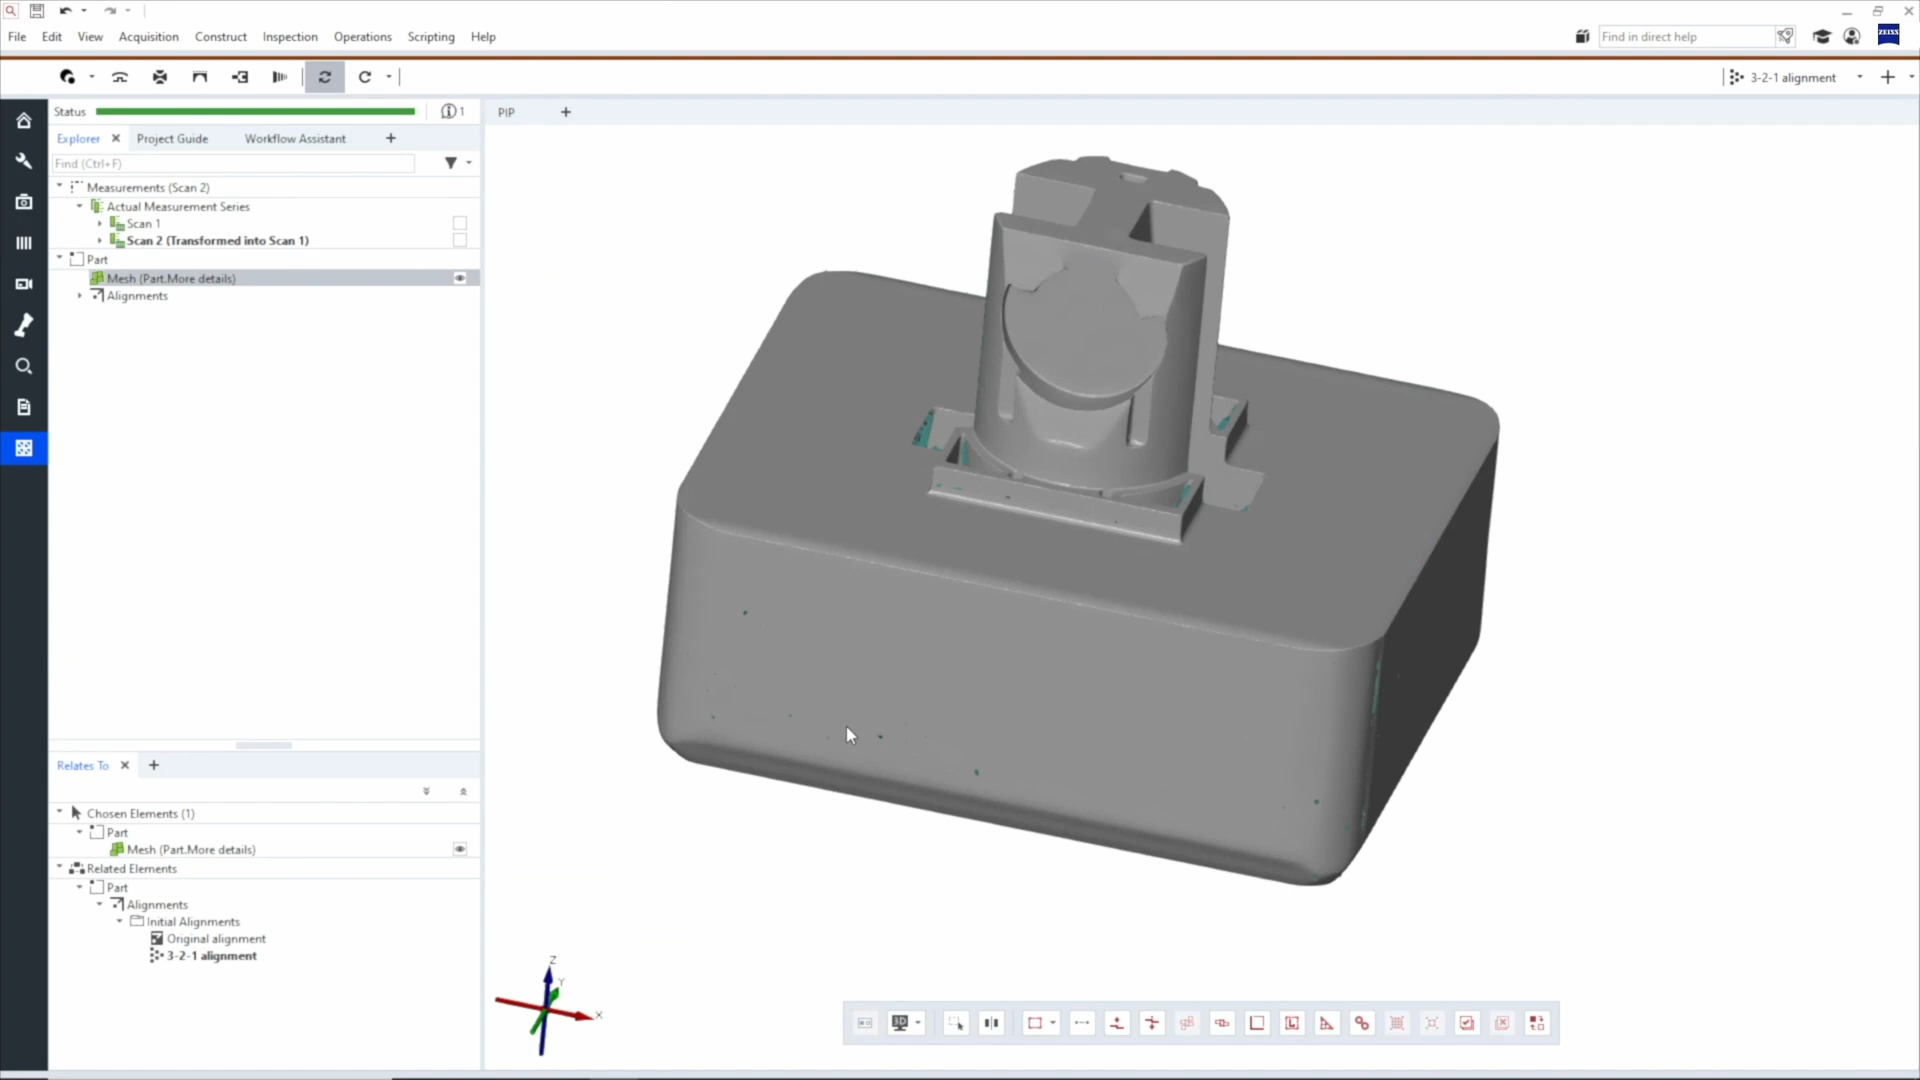 File Edit View Acquisition Construct Inspection Operations Scripting Help
Find in direct help
ZEISS
3-2-1 alignment
Status
1
PIP
Explorer Project Guide Workflow Assistant
Find (Ctrl+F)
Measurements (Scan 2)
Actual Measurement Series
Scan 1
Scan 2 (Transformed into Scan 1)
Part
Mesh (Part.More details)
Alignments
Relates To
Chosen Elements (1)
Part
Mesh (Part.More details)
Related Elements
Part
Alignments
Initial Alignments
Original alignment
3-2-1 alignment
Z
Y
X
3D